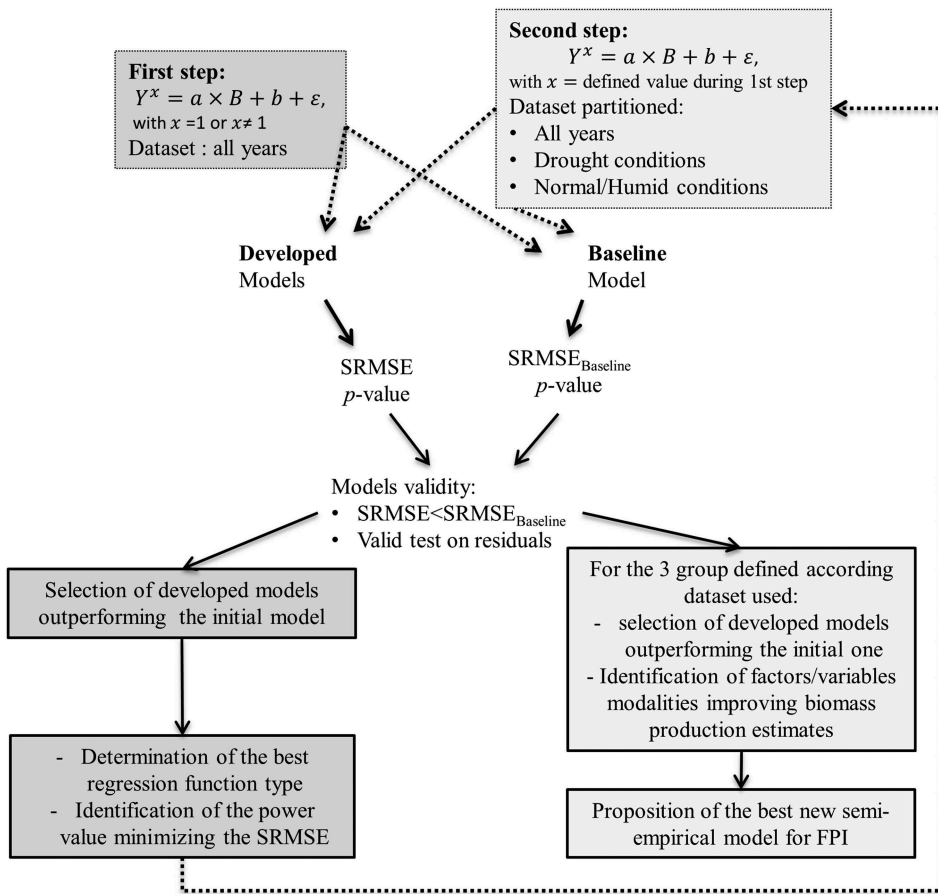 First step:
Y^x = a × B + b + ε,
with x =1 or x≠ 1
Dataset : all years
Second step:
Y^x = a × B + b + ε,
with x = defined value during 1st step
Dataset partitioned:
• All years
• Drought conditions
• Normal/Humid conditions
Developed
Models
Baseline
Model
SRMSE
p-value
SRMSE_Baseline
p-value
Models validity:
• SRMSE<SRMSE_Baseline
• Valid test on residuals
Selection of developed models
outperforming the initial model
- Determination of the best
regression function type
- Identification of the power
value minimizing the SRMSE
For the 3 group defined according
dataset used:
- selection of developed models
outperforming the initial one
- Identification of factors/variables
modalities improving biomass
production estimates
Proposition of the best new semi-
empirical model for FPI